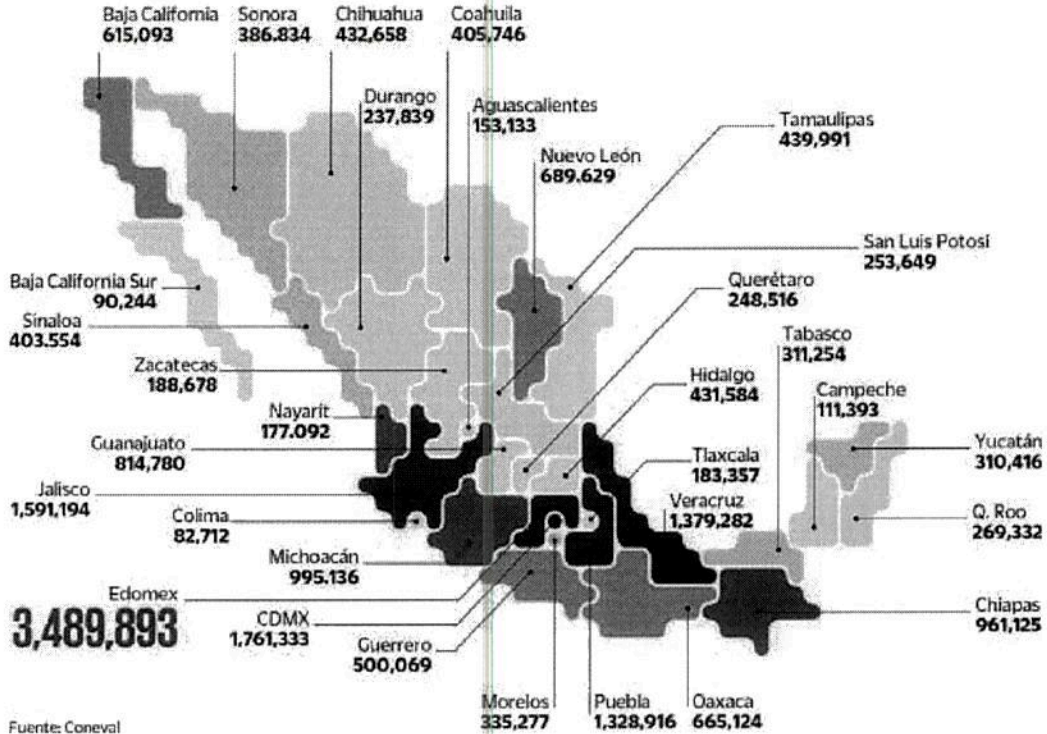 Baja California
615,093
Sonora
386.834
Chihuahua
432,658
Coahuila
405,746
Durango
237,839
Aguascalientes
153,133
Tamaulipas
439,991
Nuevo León
689.629
San Luis Potosí
253,649
Querétaro
248,516
Baja California Sur
90,244
Sinaloa
403.554
Tabasco
311,254
Zacatecas
188,678
Hidalgo
431,584
Campeche
111,393
Nayarit
177.092
Guanajuato
814,780
Yucatán
310,416
Tlaxcala
183,357
Jalisco
1,591,194
Veracruz
1,379,282
Colima
82,712
Q. Roo
269,332
Michoacán
995.136
Edomex
3,489,893
CDMX
1,761,333
Chiapas
961,125
Guerrero
500,069
Morelos
335,277
Puebla
1,328,916
Oaxaca
665,124
Fuente: Coneval